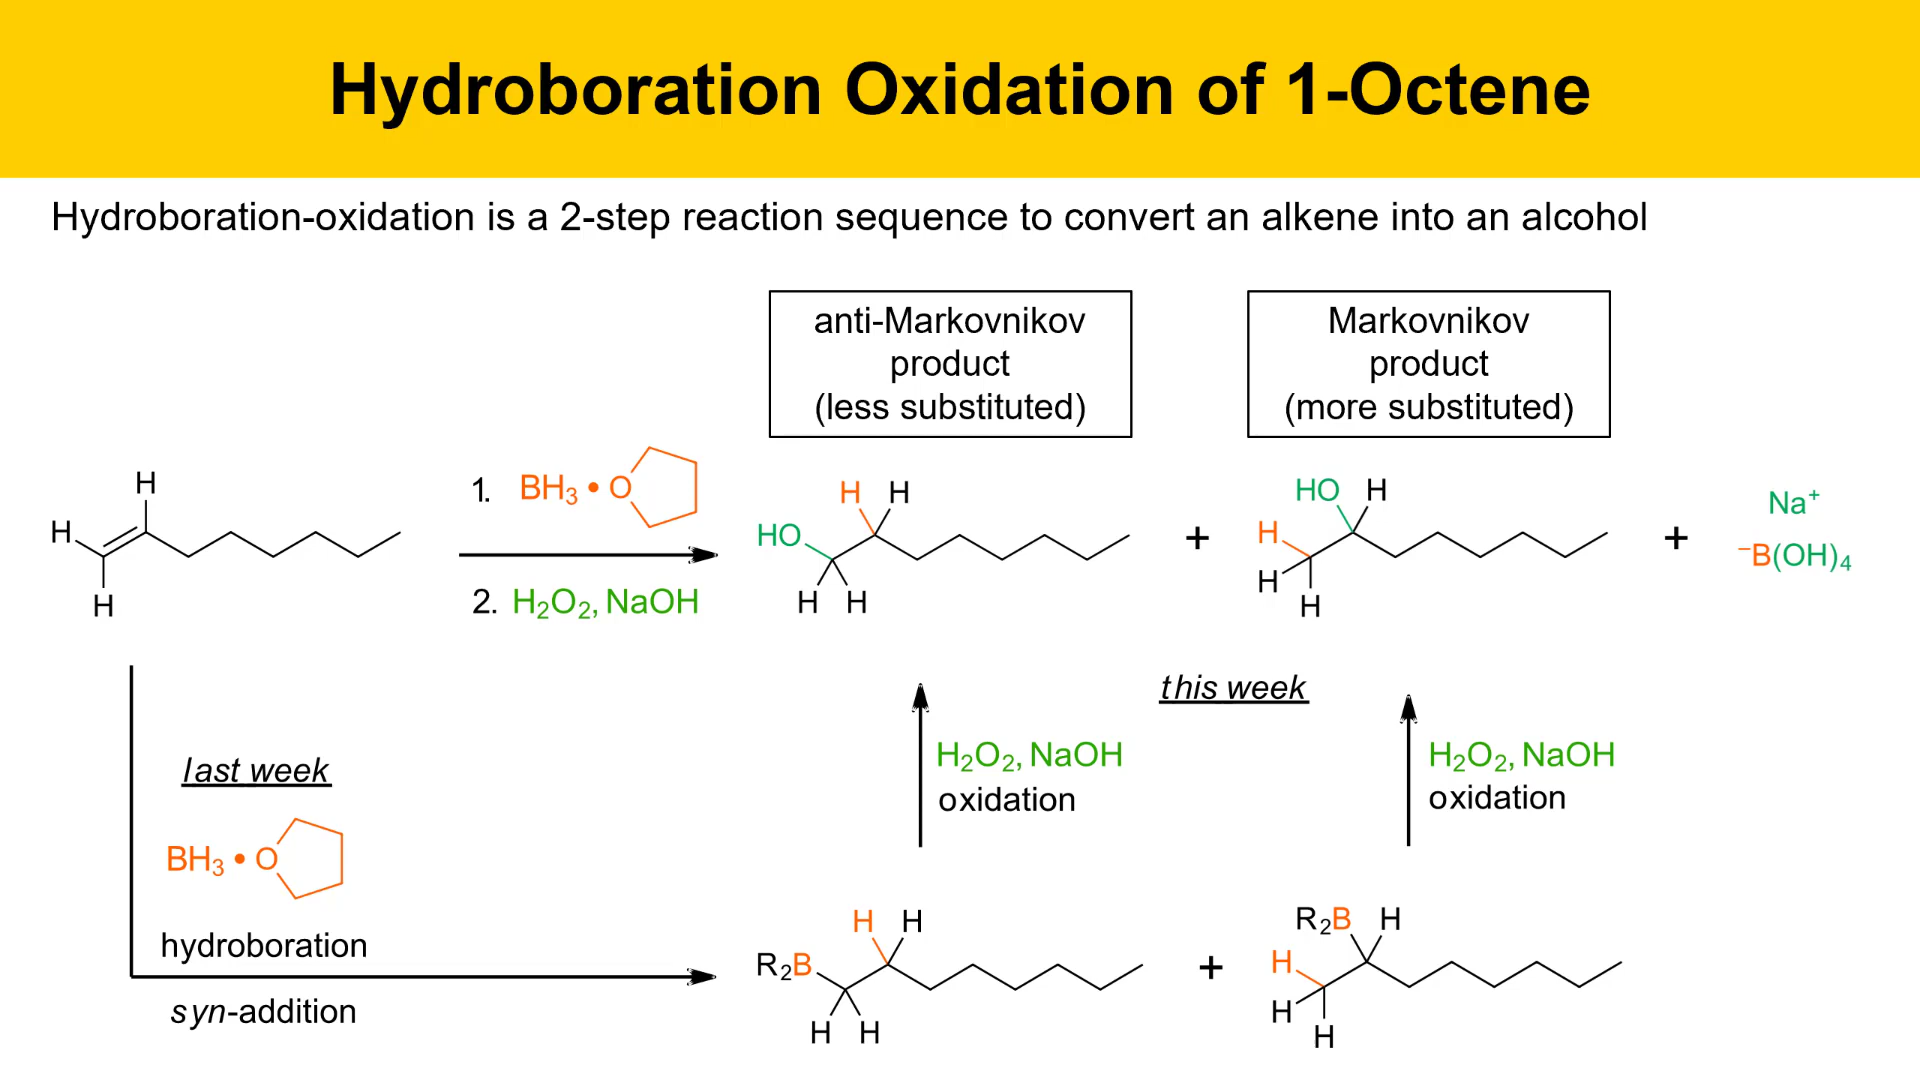 Hydroboration Oxidation of 1-Octene
Hydroboration-oxidation is a 2-step reaction sequence to convert an alkene into an alcohol
anti-Markovnikov
product
(less substituted)
Markovnikov
product
(more substituted)
H
H
H
1. BH₃ • O
2. H₂O₂, NaOH
H H
HO
H H
+
HO H
H
H
H
+
Na⁺
⁻B(OH)₄
last week
BH₃ • O
hydroboration
syn-addition
this week
H₂O₂, NaOH
oxidation
H₂O₂, NaOH
oxidation
H H
R₂B
H H
+
R₂B H
H
H
H